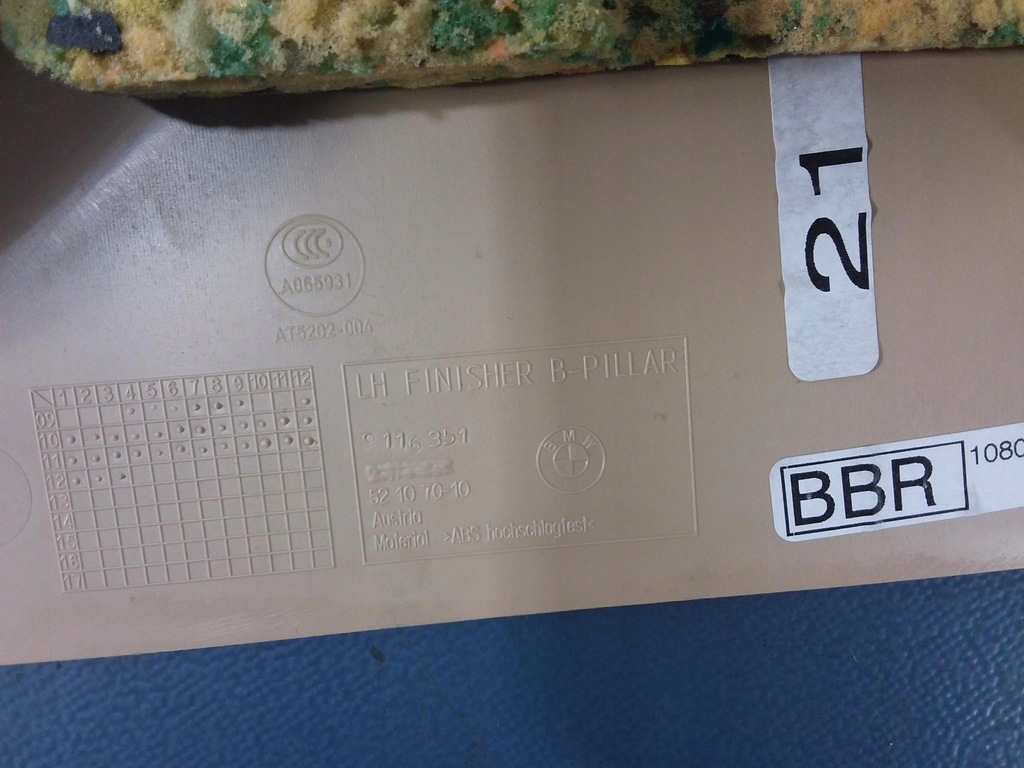 21
CCC
A065931
AT5202-004
1 2 3 4 5 6 7 8 9 10 11 12
09
10
11
12
13
14
15
16
17
LH FINISHER B-PILLAR
9 116 351
BMW
52 10 70-10
Austria
Material >ABS hochschlagfest<
BBR
1080